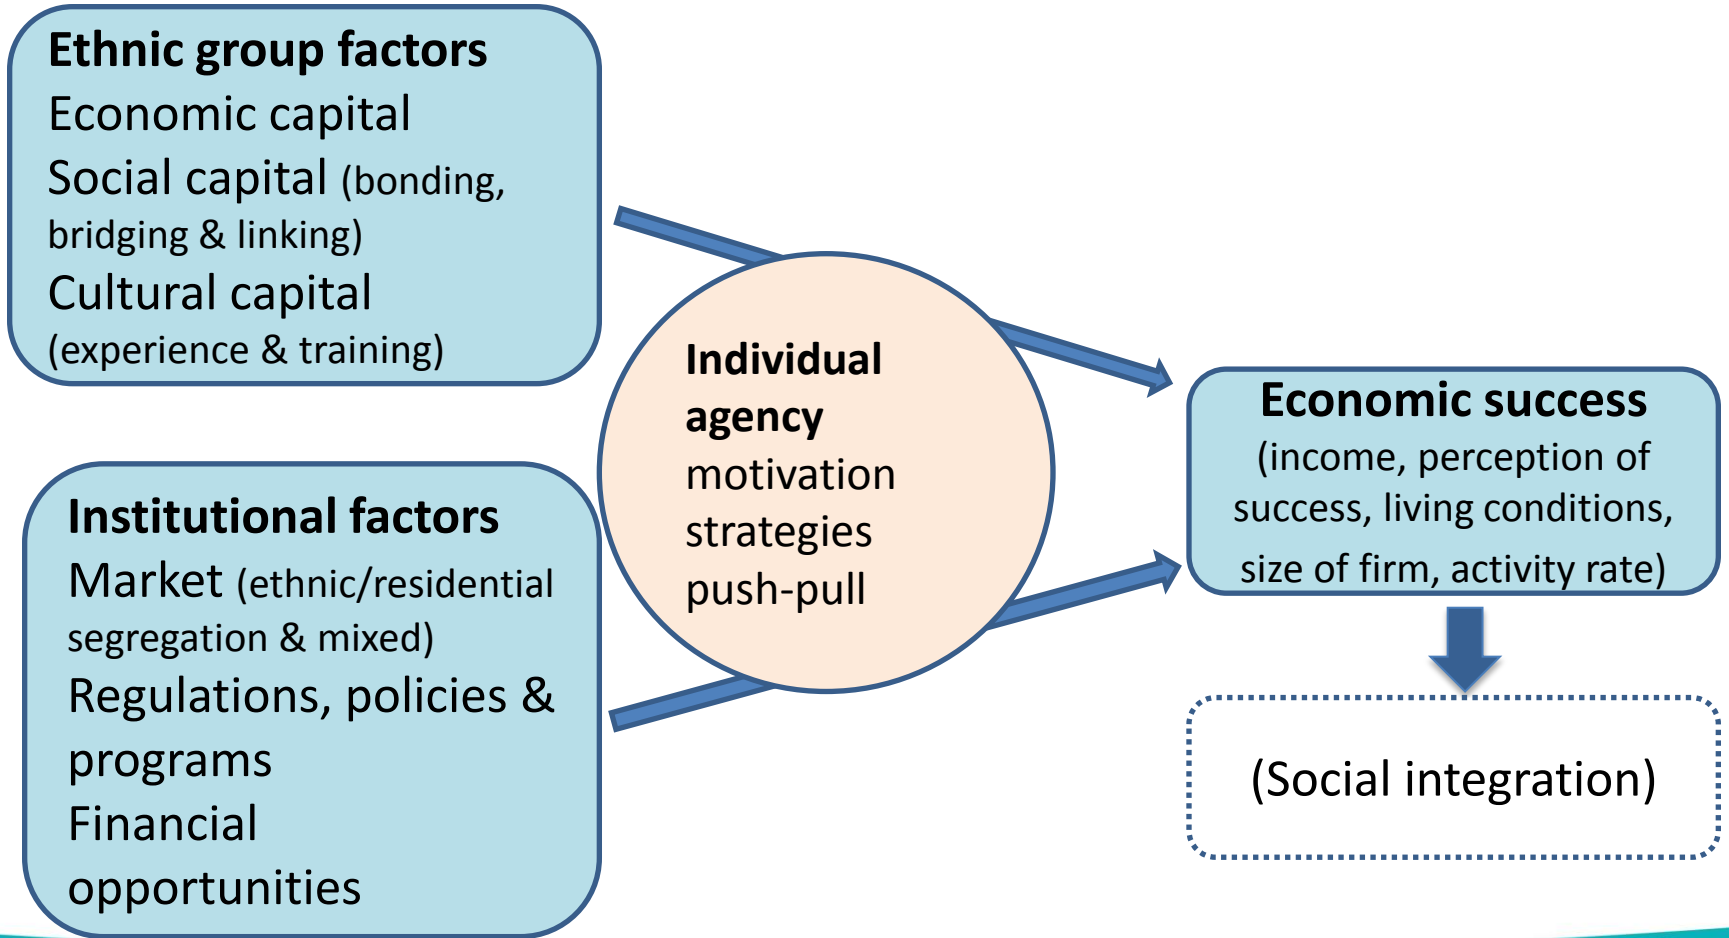 Ethnic group factors
Economic capital
Social capital (bonding,
bridging & linking)
Cultural capital
(experience & training)
Institutional factors
Market (ethnic/residential
segregation & mixed)
Regulations, policies &
programs
Financial
opportunities
Individual
agency
motivation
strategies
push-pull
Economic success
(income, perception of
success, living conditions,
size of firm, activity rate)
(Social integration)